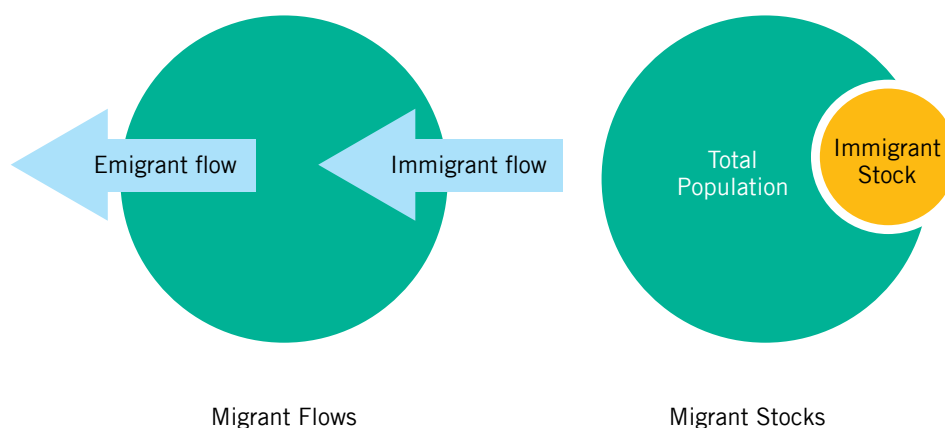 Emigrant flow
Immigrant flow
Total
Population
Immigrant
Stock
Migrant Flows
Migrant Stocks